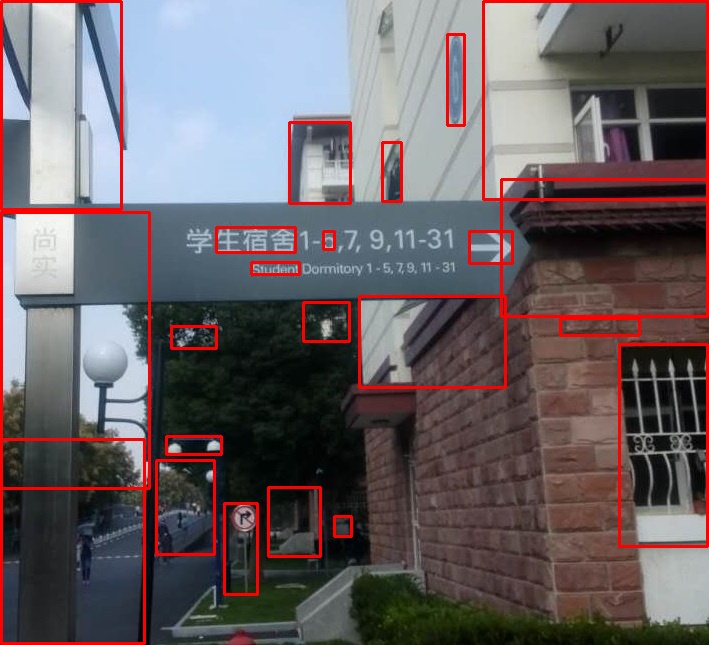 尚
实
学生宿舍1-5,7, 9,11-31
Student Dormitory 1 - 5, 7, 9, 11 - 31